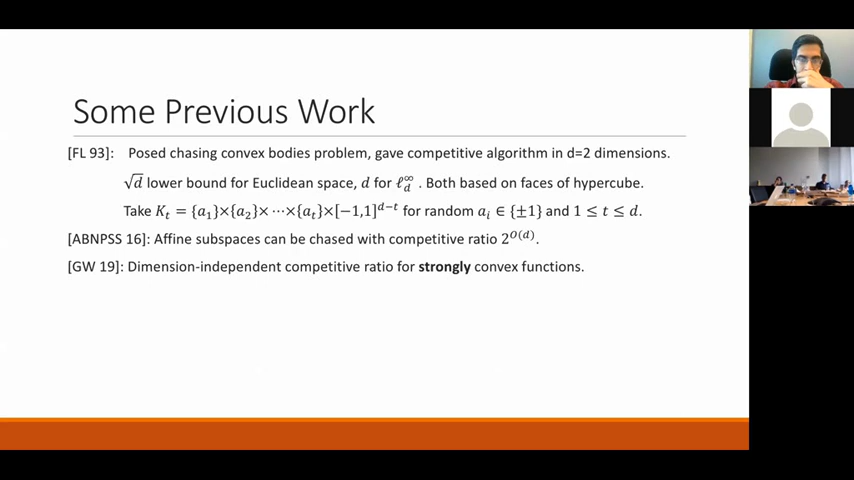 Some Previous Work
[FL 93]: Posed chasing convex bodies problem, gave competitive algorithm in d=2 dimensions.
√d lower bound for Euclidean space, d for ℓ_d^∞ . Both based on faces of hypercube.
Take K_t = {a_1}×{a_2}× ⋯×{a_t}×[−1,1]^{d−t} for random a_i ∈ {±1} and 1 ≤ t ≤ d.
[ABNPSS 16]: Affine subspaces can be chased with competitive ratio 2^{O(d)}.
[GW 19]: Dimension-independent competitive ratio for strongly convex functions.